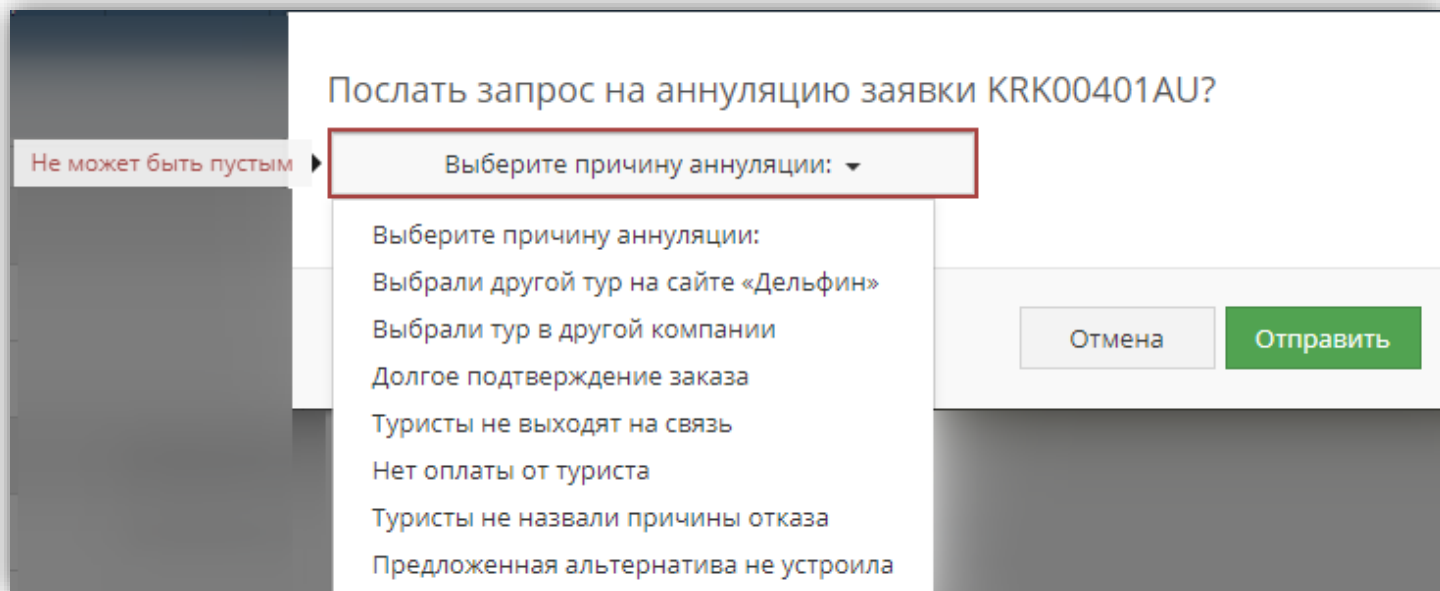 Послать запрос на аннуляцию заявки KRK00401AU?
Не может быть пустым
Выберите причину аннуляции:
Выберите причину аннуляции:
Выбрали другой тур на сайте «Дельфин»
Выбрали тур в другой компании
Долгое подтверждение заказа
Туристы не выходят на связь
Нет оплаты от туриста
Туристы не назвали причины отказа
Предложенная альтернатива не устроила
Отмена
Отправить